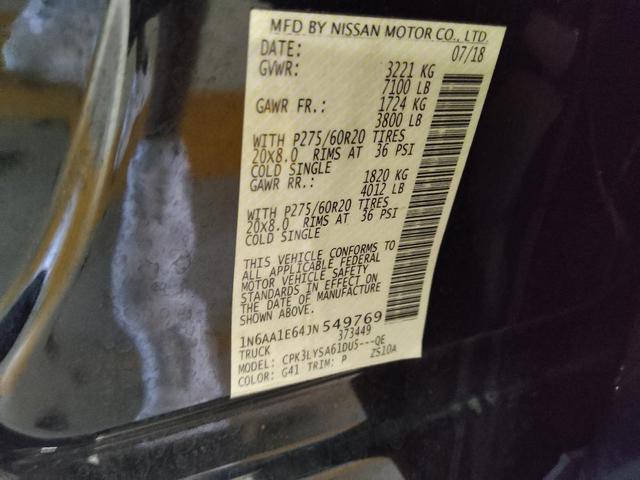 MFD BY NISSAN MOTOR CO., LTD.
DATE: 07/18
GVWR: 3221 KG
7100 LB
GAWR FR.: 1724 KG
3800 LB
WITH P275/60R20 TIRES
20x8.0 RIMS AT 36 PSI
COLD SINGLE
GAWR RR.: 1820 KG
4012 LB
WITH P275/60R20 TIRES
20x8.0 RIMS AT 36 PSI
COLD SINGLE
THIS VEHICLE CONFORMS TO
ALL APPLICABLE FEDERAL
MOTOR VEHICLE SAFETY
STANDARDS IN EFFECT ON
THE DATE OF MANUFACTURE
SHOWN ABOVE.
1N6AA1E64JN549769
TRUCK 373449
MODEL: CPK3LYSA61DU5---QE
COLOR: G41 TRIM: P ZS10A